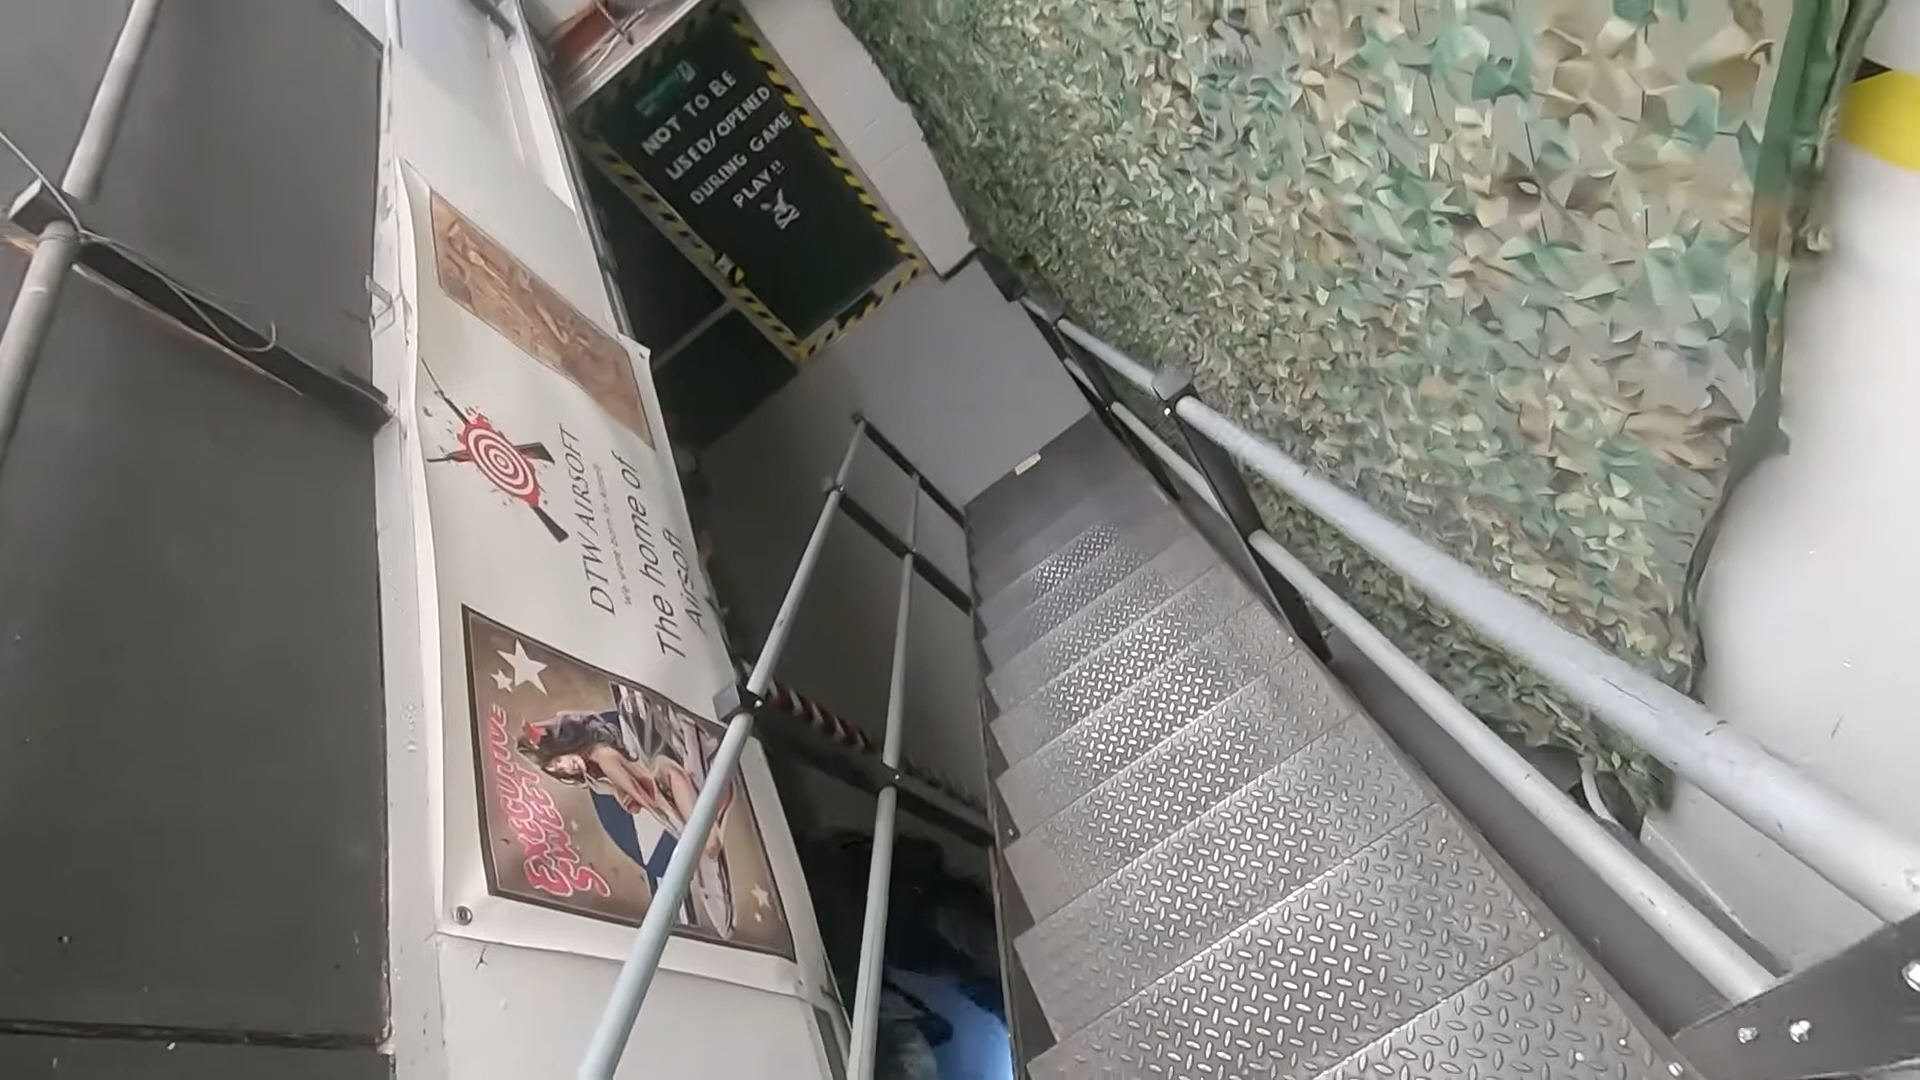 NOT TO BE
USED/OPENED
DURING GAME
PLAY!!
DTW AIRSOFT
The home of
Airsoft
EXECUTIVE
SWEET